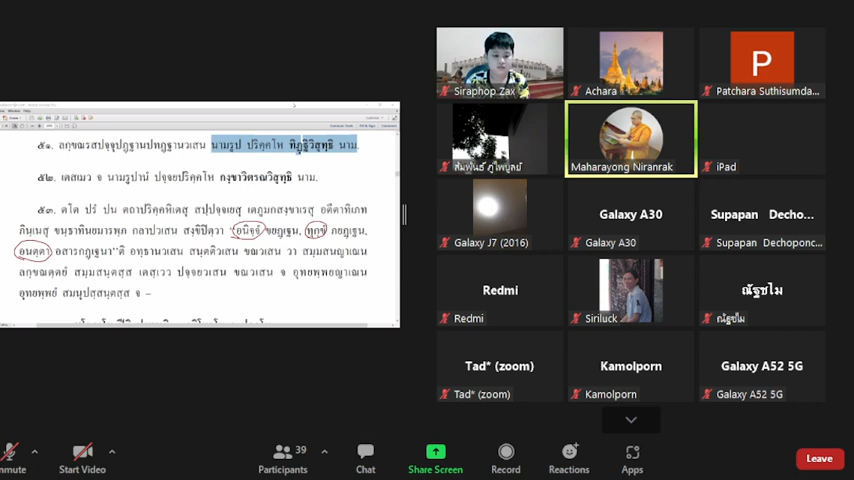 ๕๑. ลกฺขณรสปจฺจุปฏฺฐานปทฏฺฐานวเสน นามรูป ปริคฺคโห ทิฏฺฐิวิสุทฺธิ นาม.
๕๒. เตสเมว จ นามรูปานํ ปจฺจยปริคฺคโห กงฺขาวิตรณวิสุทฺธิ นาม.
๕๓. ตโต ปรํ ปน ตถาปริคฺคหิเตสุ สปฺปจฺจเยสุ เตภูมกสงฺขาเรสุ อตีตาทิเภท
ภินฺเนสุ ขนฺธาทินยมารพฺภ กลาปวเสน สงฺขิปิตฺวา "อนิจฺจํ ขยฏฺเฐน, ทุกฺขํ ภยฏฺเฐน,
อนตฺตา อสารกฏฺเฐนา"ติ อทฺธานวเสน สนฺตติวเสน ขณวเสน วา สมฺมสนญาเณน
ลกฺขณตฺตยํ สมฺมสนฺตสฺส เตสฺเวว ปจฺจยวเสน ขณวเสน จ อุทยพฺพยญาเณน
อุทยพฺพยํ สมนุปสฺสนฺตสฺส จ –
Siraphop Zax
Achara
P
Patchara Suthisumda...
สัมพันธ์ ภูไพบูลย์
Maharayong Niranrak
iPad
Galaxy J7 (2016)
Galaxy A30
Galaxy A30
Supapan Decho...
Supapan Dechoponc...
Redmi
Redmi
Siriluck
ณัฐชไม
ณัฐชไม
Tad* (zoom)
Tad* (zoom)
Kamolporn
Kamolporn
Galaxy A52 5G
Galaxy A52 5G
nmute
Start Video
39
Participants
Chat
Share Screen
Record
Reactions
Apps
Leave